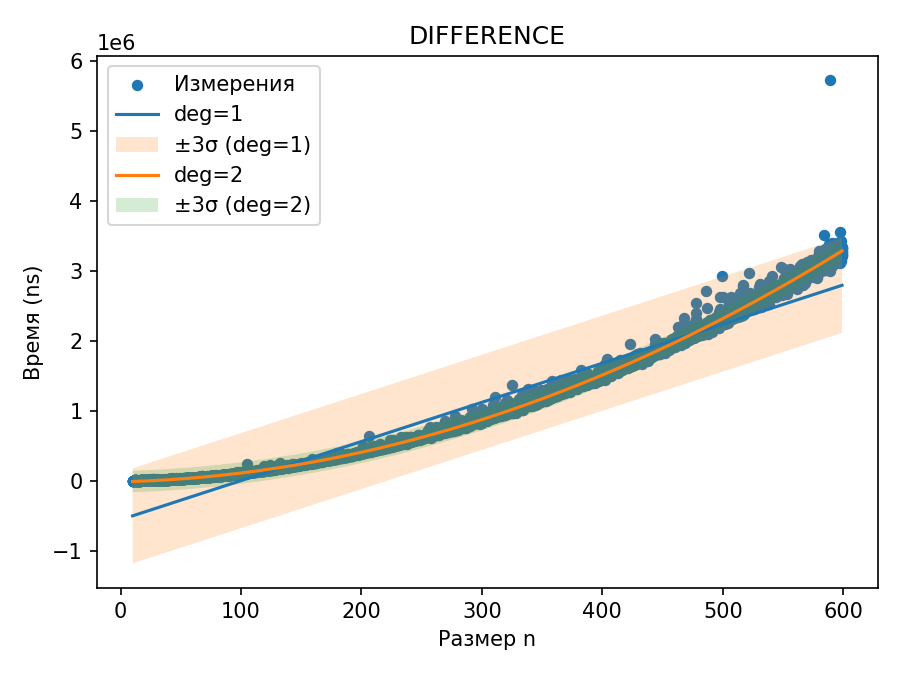 DIFFERENCE
1e6
6
5
4
3
2
1
0
−1
Время (ns)
Измерения
deg=1
±3σ (deg=1)
deg=2
±3σ (deg=2)
0 100 200 300 400 500 600
Размер n